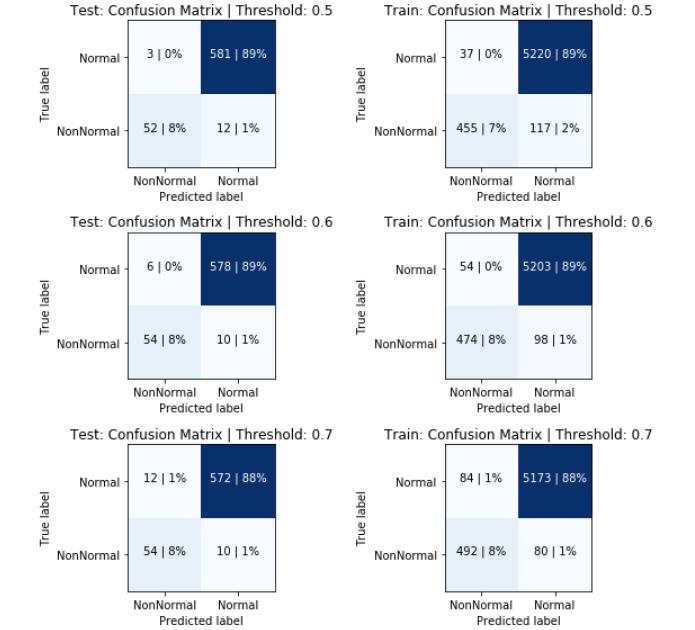 Test: Confusion Matrix | Threshold: 0.5
Normal
3 | 0%
581 | 89%
True label
NonNormal
52 | 8%
12 | 1%
NonNormal
Normal
Predicted label
Train: Confusion Matrix | Threshold: 0.5
Normal
37 | 0%
5220 | 89%
True label
NonNormal
455 | 7%
117 | 2%
NonNormal
Normal
Predicted label
Test: Confusion Matrix | Threshold: 0.6
Normal
6 | 0%
578 | 89%
True label
NonNormal
54 | 8%
10 | 1%
NonNormal
Normal
Predicted label
Train: Confusion Matrix | Threshold: 0.6
Normal
54 | 0%
5203 | 89%
True label
NonNormal
474 | 8%
98 | 1%
NonNormal
Normal
Predicted label
Test: Confusion Matrix | Threshold: 0.7
Normal
12 | 1%
572 | 88%
True label
NonNormal
54 | 8%
10 | 1%
NonNormal
Normal
Predicted label
Train: Confusion Matrix | Threshold: 0.7
Normal
84 | 1%
5173 | 88%
True label
NonNormal
492 | 8%
80 | 1%
NonNormal
Normal
Predicted label